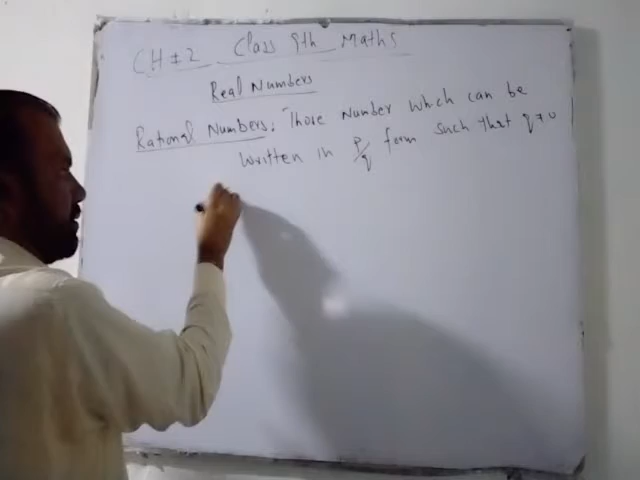 CH # 2 Class 9th Maths
Real Numbers
Rational Numbers: Those Number which can be
written in P/q form such that q ≠ 0